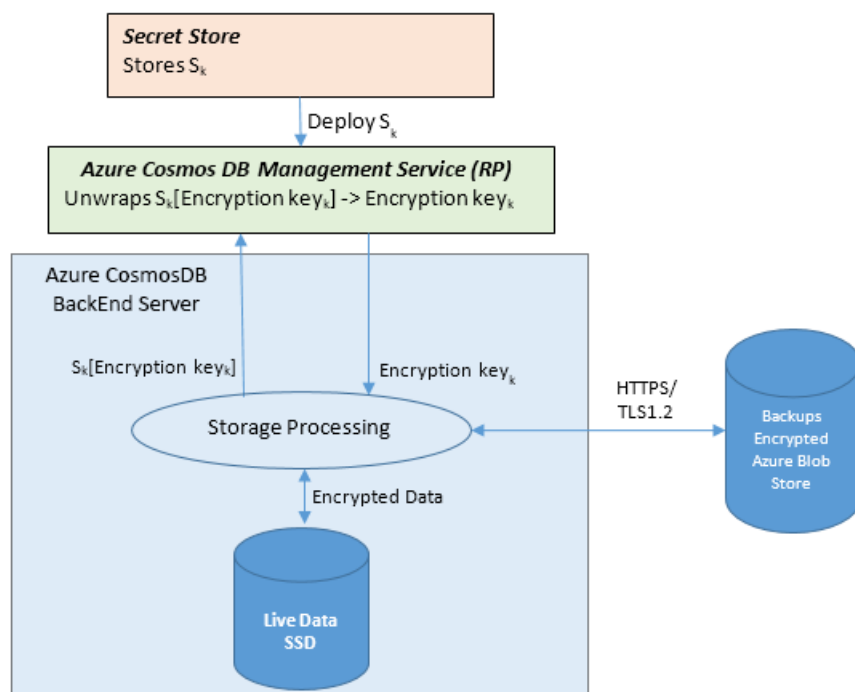 Secret Store
Stores Sₖ
Deploy Sₖ
Azure Cosmos DB Management Service (RP)
Unwraps Sₖ[Encryption keyₖ] -> Encryption keyₖ
Azure CosmosDB
BackEnd Server
Sₖ[Encryption keyₖ]
Encryption keyₖ
HTTPS/
TLS1.2
Storage Processing
Backups
Encrypted
Azure Blob
Store
Encrypted Data
Live Data
SSD